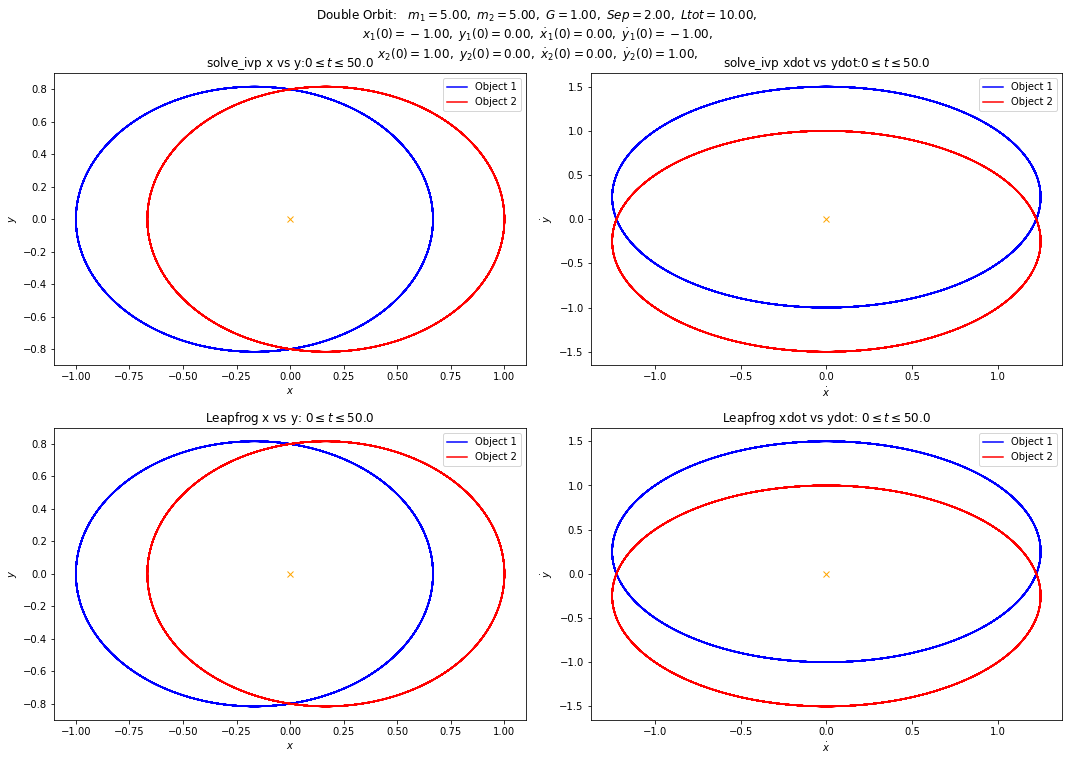 Double Orbit: m₁ = 5.00, m₂ = 5.00, G = 1.00, Sep = 2.00, Ltot = 10.00,
x₁(0) = −1.00, y₁(0) = 0.00, ẋ₁(0) = 0.00, ẏ₁(0) = −1.00,
x₂(0) = 1.00, y₂(0) = 0.00, ẋ₂(0) = 0.00, ẏ₂(0) = 1.00,
solve_ivp x vs y:0 ≤ t ≤ 50.0
Object 1
Object 2
0.8
0.6
0.4
0.2
0.0
−0.2
−0.4
−0.6
−0.8
y
−1.00 −0.75 −0.50 −0.25 0.00 0.25 0.50 0.75 1.00
x
solve_ivp xdot vs ydot:0 ≤ t ≤ 50.0
Object 1
Object 2
1.5
1.0
0.5
0.0
−0.5
−1.0
−1.5
ẏ
−1.0 −0.5 0.0 0.5 1.0
ẋ
Leapfrog x vs y: 0 ≤ t ≤ 50.0
Object 1
Object 2
0.8
0.6
0.4
0.2
0.0
−0.2
−0.4
−0.6
−0.8
y
−1.00 −0.75 −0.50 −0.25 0.00 0.25 0.50 0.75 1.00
x
Leapfrog xdot vs ydot: 0 ≤ t ≤ 50.0
Object 1
Object 2
1.5
1.0
0.5
0.0
−0.5
−1.0
−1.5
ẏ
−1.0 −0.5 0.0 0.5 1.0
ẋ